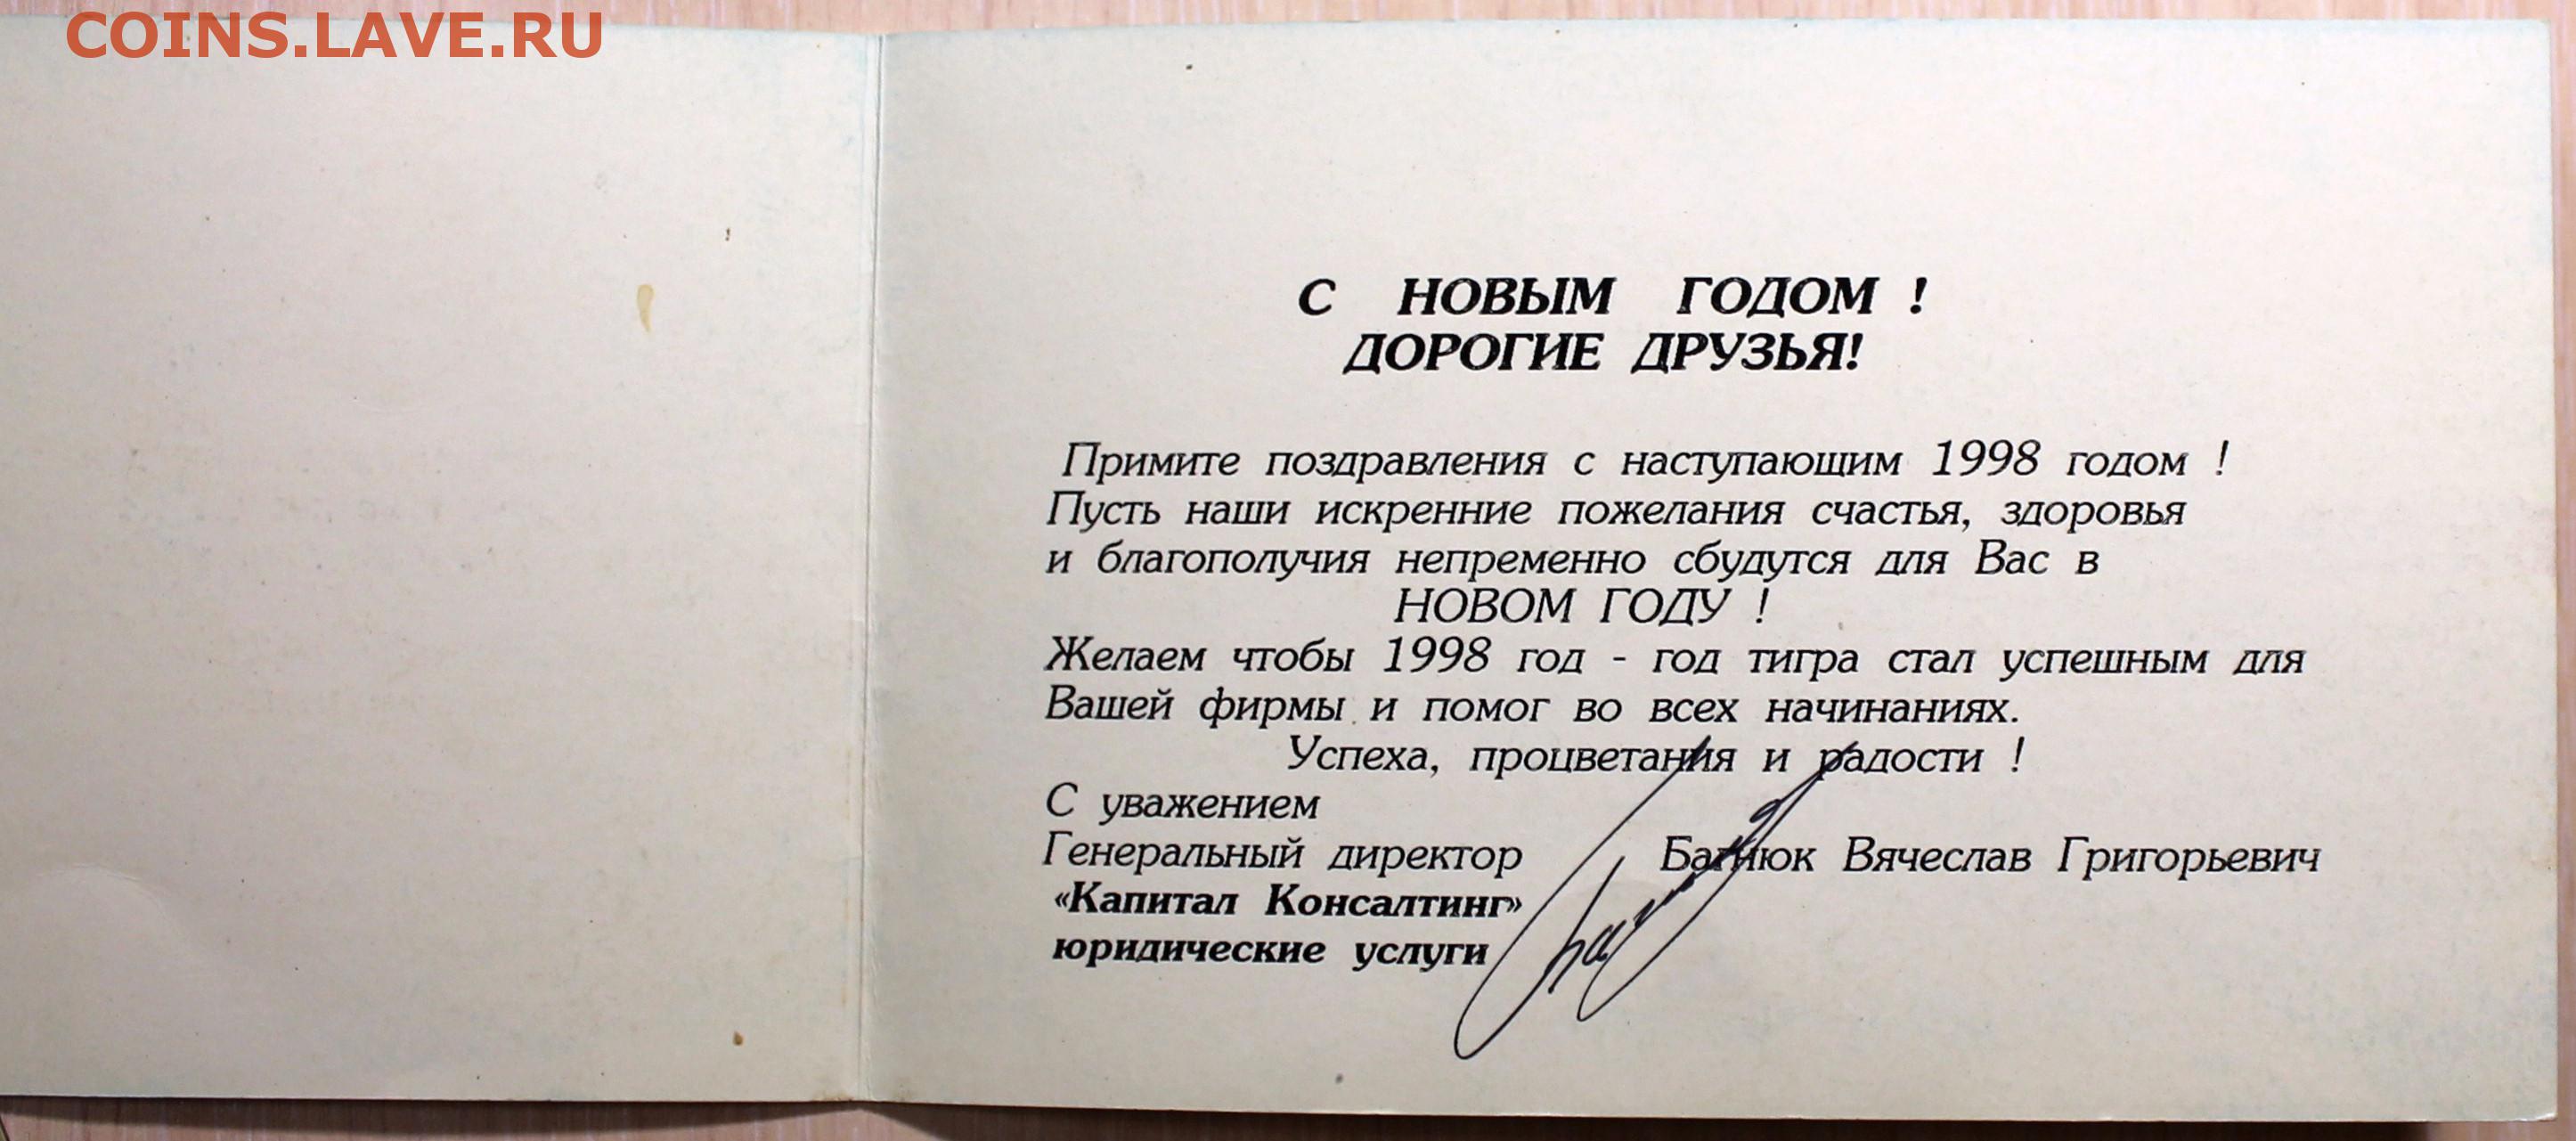 COINS.LAVE.RU
С НОВЫМ ГОДОМ !
ДОРОГИЕ ДРУЗЬЯ!
Примите поздравления с наступающим 1998 годом !
Пусть наши искренние пожелания счастья, здоровья
и благополучия непременно сбудутся для Вас в
НОВОМ ГОДУ !
Желаем чтобы 1998 год - год тигра стал успешным для
Вашей фирмы и помог во всех начинаниях.
Успеха, процветания и радости !
С уважением
Генеральный директор Вячеслав Григорьевич
«Капитал Консалтинг»
юридические услуги